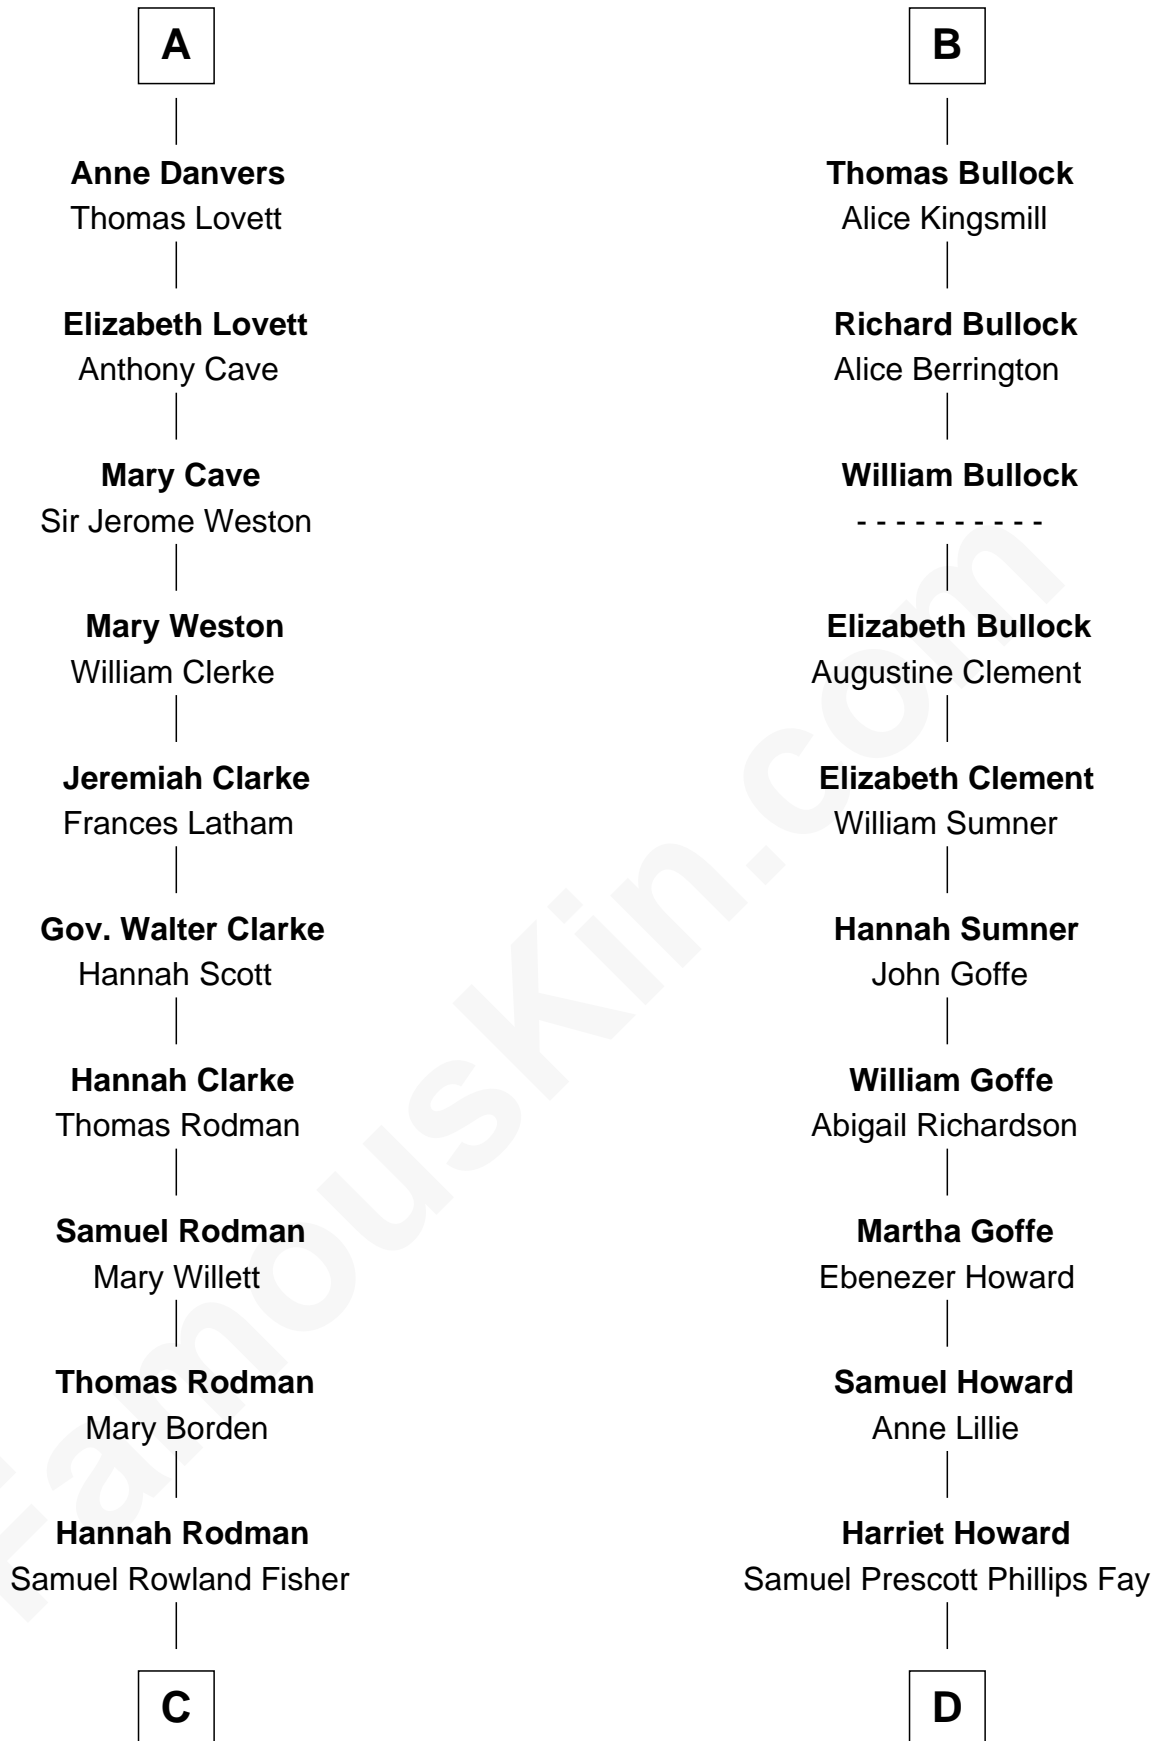 A
B
Anne Danvers
Thomas Lovett
Thomas Bullock
Alice Kingsmill
Elizabeth Lovett
Anthony Cave
Richard Bullock
Alice Berrington
Mary Cave
Sir Jerome Weston
William Bullock
- - - - - - - - - -
Mary Weston
William Clerke
Elizabeth Bullock
Augustine Clement
Jeremiah Clarke
Frances Latham
Elizabeth Clement
William Sumner
Gov. Walter Clarke
Hannah Scott
Hannah Sumner
John Goffe
Hannah Clarke
Thomas Rodman
William Goffe
Abigail Richardson
Samuel Rodman
Mary Willett
Martha Goffe
Ebenezer Howard
Thomas Rodman
Mary Borden
Samuel Howard
Anne Lillie
Hannah Rodman
Samuel Rowland Fisher
Harriet Howard
Samuel Prescott Phillips Fay
C
D
FamousKin.com